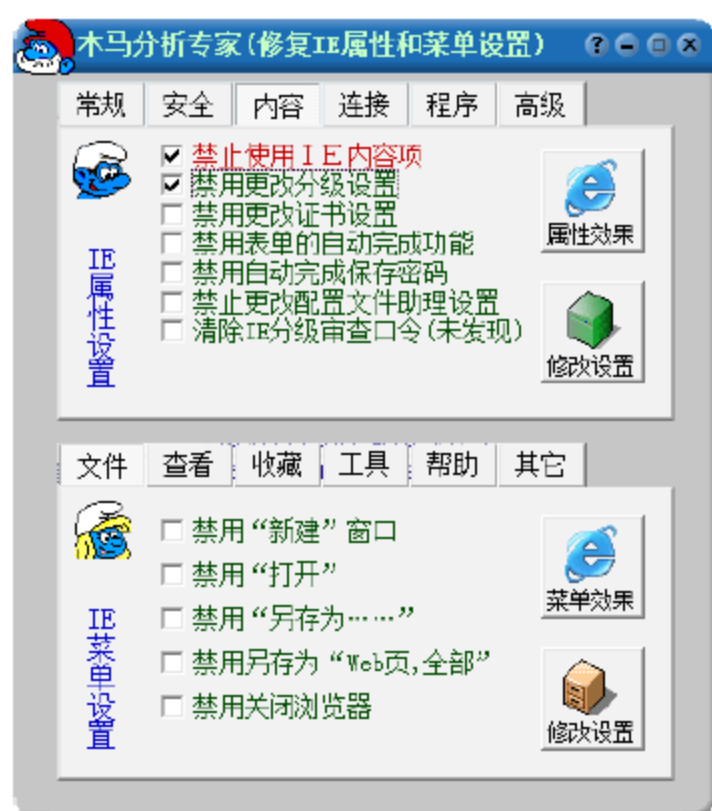 木马分析专家(修复IE属性和菜单设置)
常规 安全 内容 连接 程序 高级
禁止使用ＩＥ内容项
禁用更改分级设置
禁用更改证书设置
禁用表单的自动完成功能
禁用自动完成保存密码
禁止更改配置文件助理设置
清除IE分级审查口令(未发现)
IE属性设置
属性效果
修改设置
文件 查看 收藏 工具 帮助 其它
禁用“新建”窗口
禁用“打开”
禁用“另存为……”
禁用另存为“Web页,全部”
禁用关闭浏览器
IE菜单设置
菜单效果
修改设置